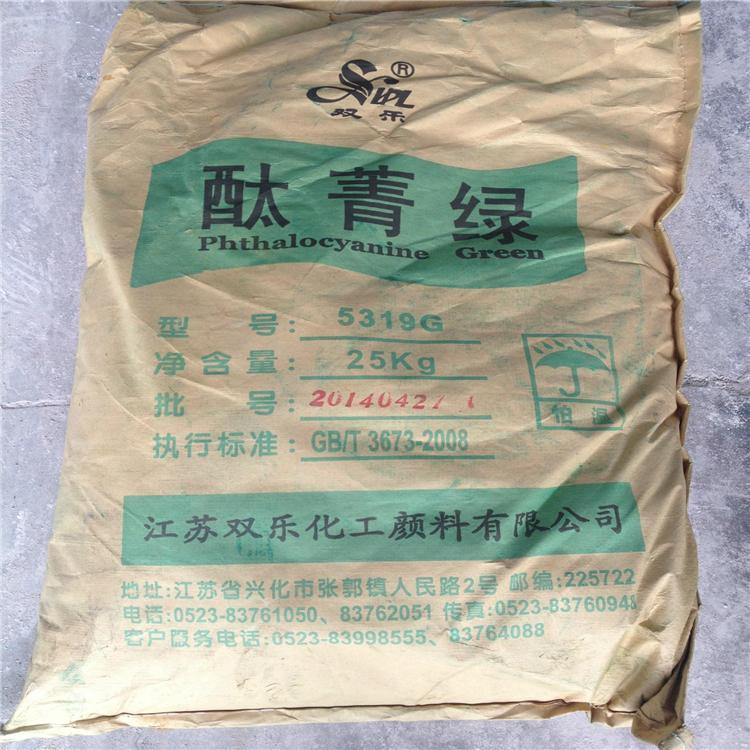 ®
双乐
酞菁绿
Phthalocyanine Green
型号: 5319G
净含量: 25Kg
批号: 20140427
执行标准: GB/T 3673-2008
怕湿
江苏双乐化工颜料有限公司
地址:江苏省兴化市张郭镇人民路2号 邮编:225722
电话:0523-83761050、83762051 传真:0523-83760948
客户服务电话:0523-83998555、83764088